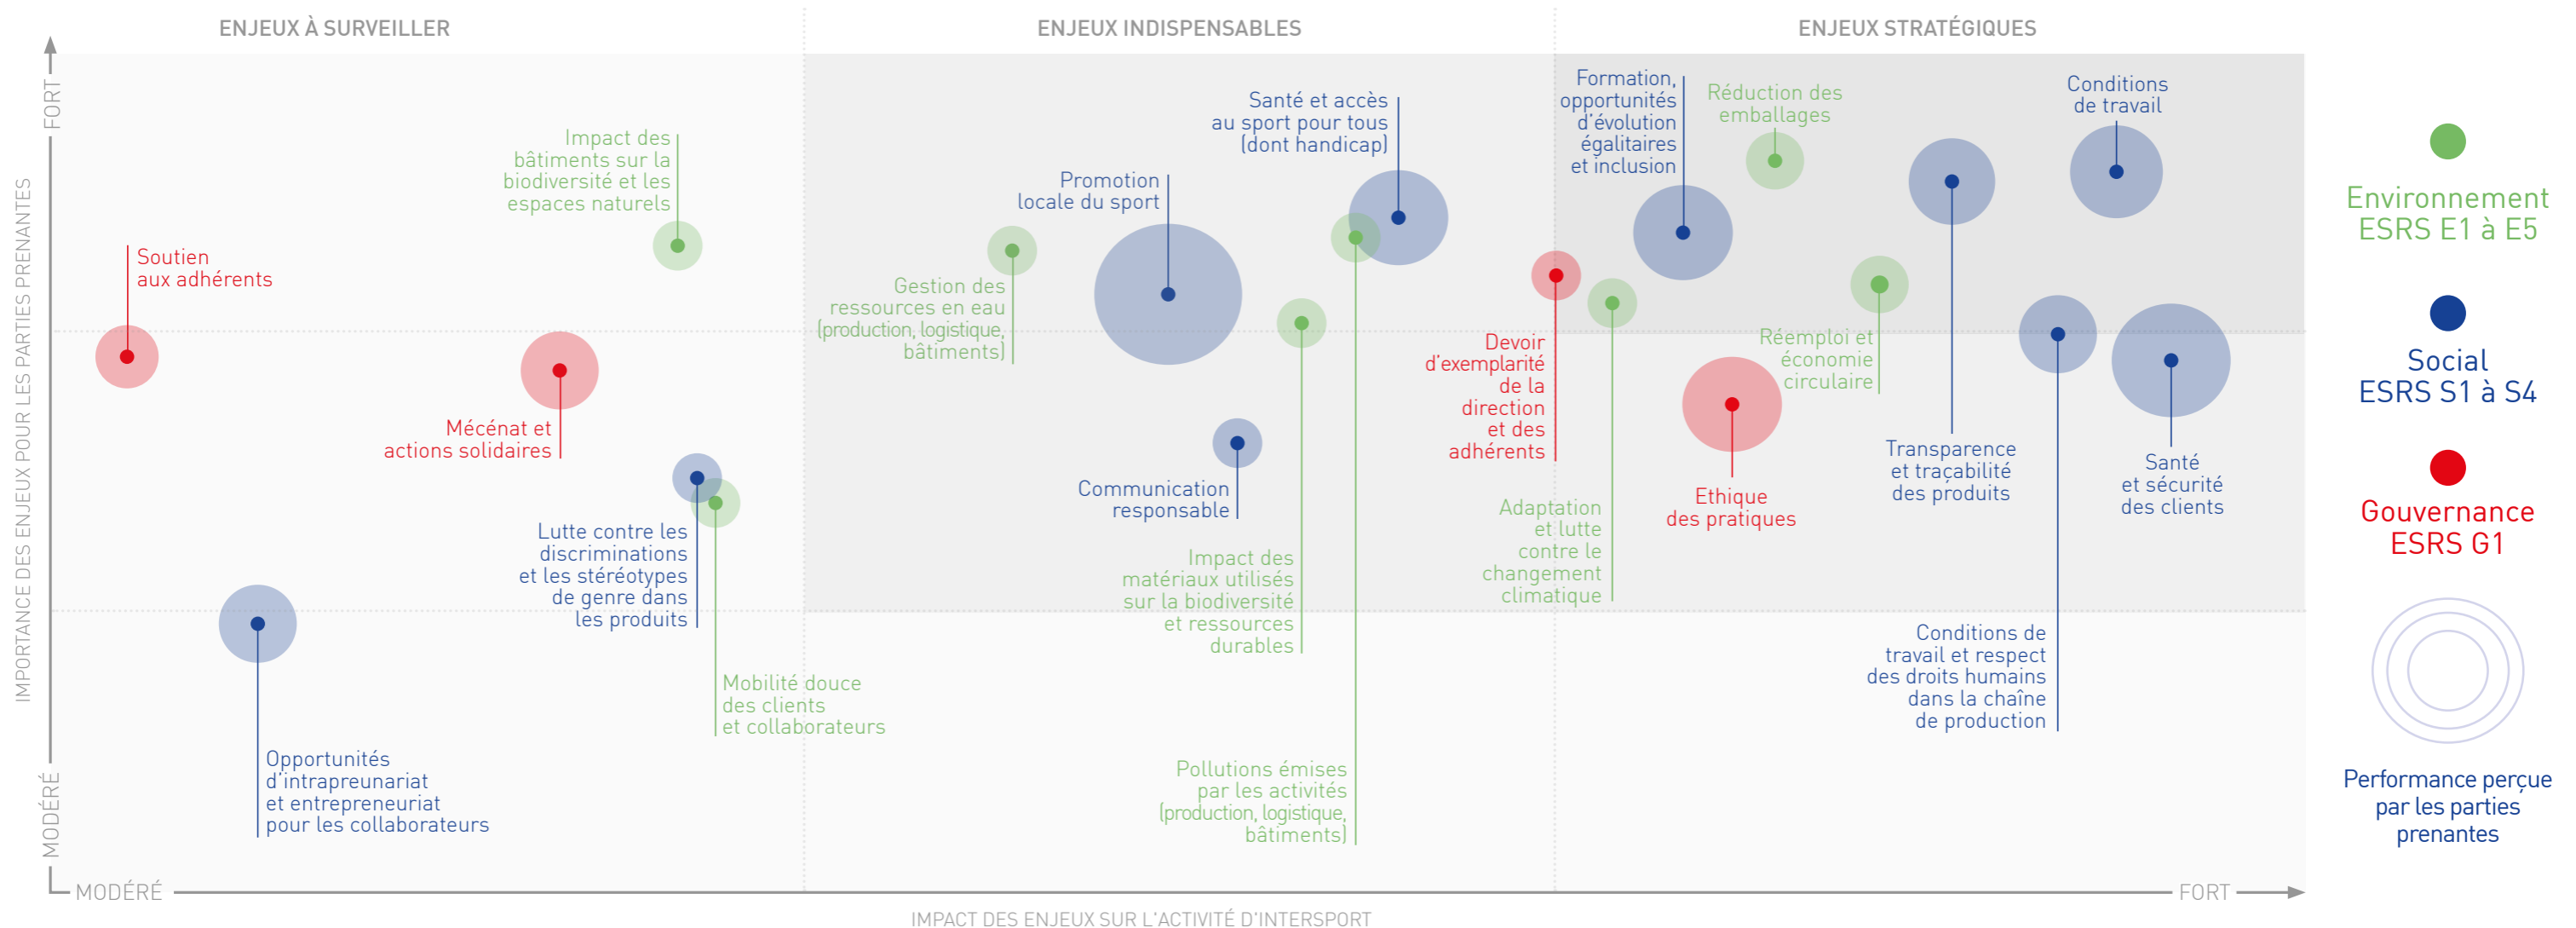 ENJEUX À SURVEILLER
ENJEUX INDISPENSABLES
ENJEUX STRATÉGIQUES
IMPORTANCE DES ENJEUX POUR LES PARTIES PRENANTES
FORT
MODÉRÉ
Soutien
aux adhérents
Impact des
bâtiments sur la
biodiversité et les
espaces naturels
Mécénat et
actions solidaires
Lutte contre les
discriminations
et les stéréotypes
de genre dans
les produits
Mobilité douce
des clients
et collaborateurs
Opportunités
d'intrapreunariat
et entrepreneuriat
pour les collaborateurs
Santé et accès
au sport pour tous
(dont handicap)
Promotion
locale du sport
Gestion des
ressources en eau
(production, logistique,
bâtiments)
Communication
responsable
Impact des
matériaux utilisés
sur la biodiversité
et ressources
durables
Pollutions émises
par les activités
(production, logistique,
bâtiments)
Devoir
d'exemplarité
de la
direction
et des
adhérents
Formation,
opportunités
d'évolution
égalitaires
et inclusion
Réduction des
emballages
Conditions
de travail
Réemploi et
économie
circulaire
Adaptation
et lutte
contre le
changement
climatique
Ethique
des pratiques
Transparence
et traçabilité
des produits
Santé
et sécurité
des clients
Conditions de
travail et respect
des droits humains
dans la chaîne
de production
MODÉRÉ
FORT
IMPACT DES ENJEUX SUR L'ACTIVITÉ D'INTERSPORT
Environnement
ESRS E1 à E5
Social
ESRS S1 à S4
Gouvernance
ESRS G1
Performance perçue
par les parties
prenantes